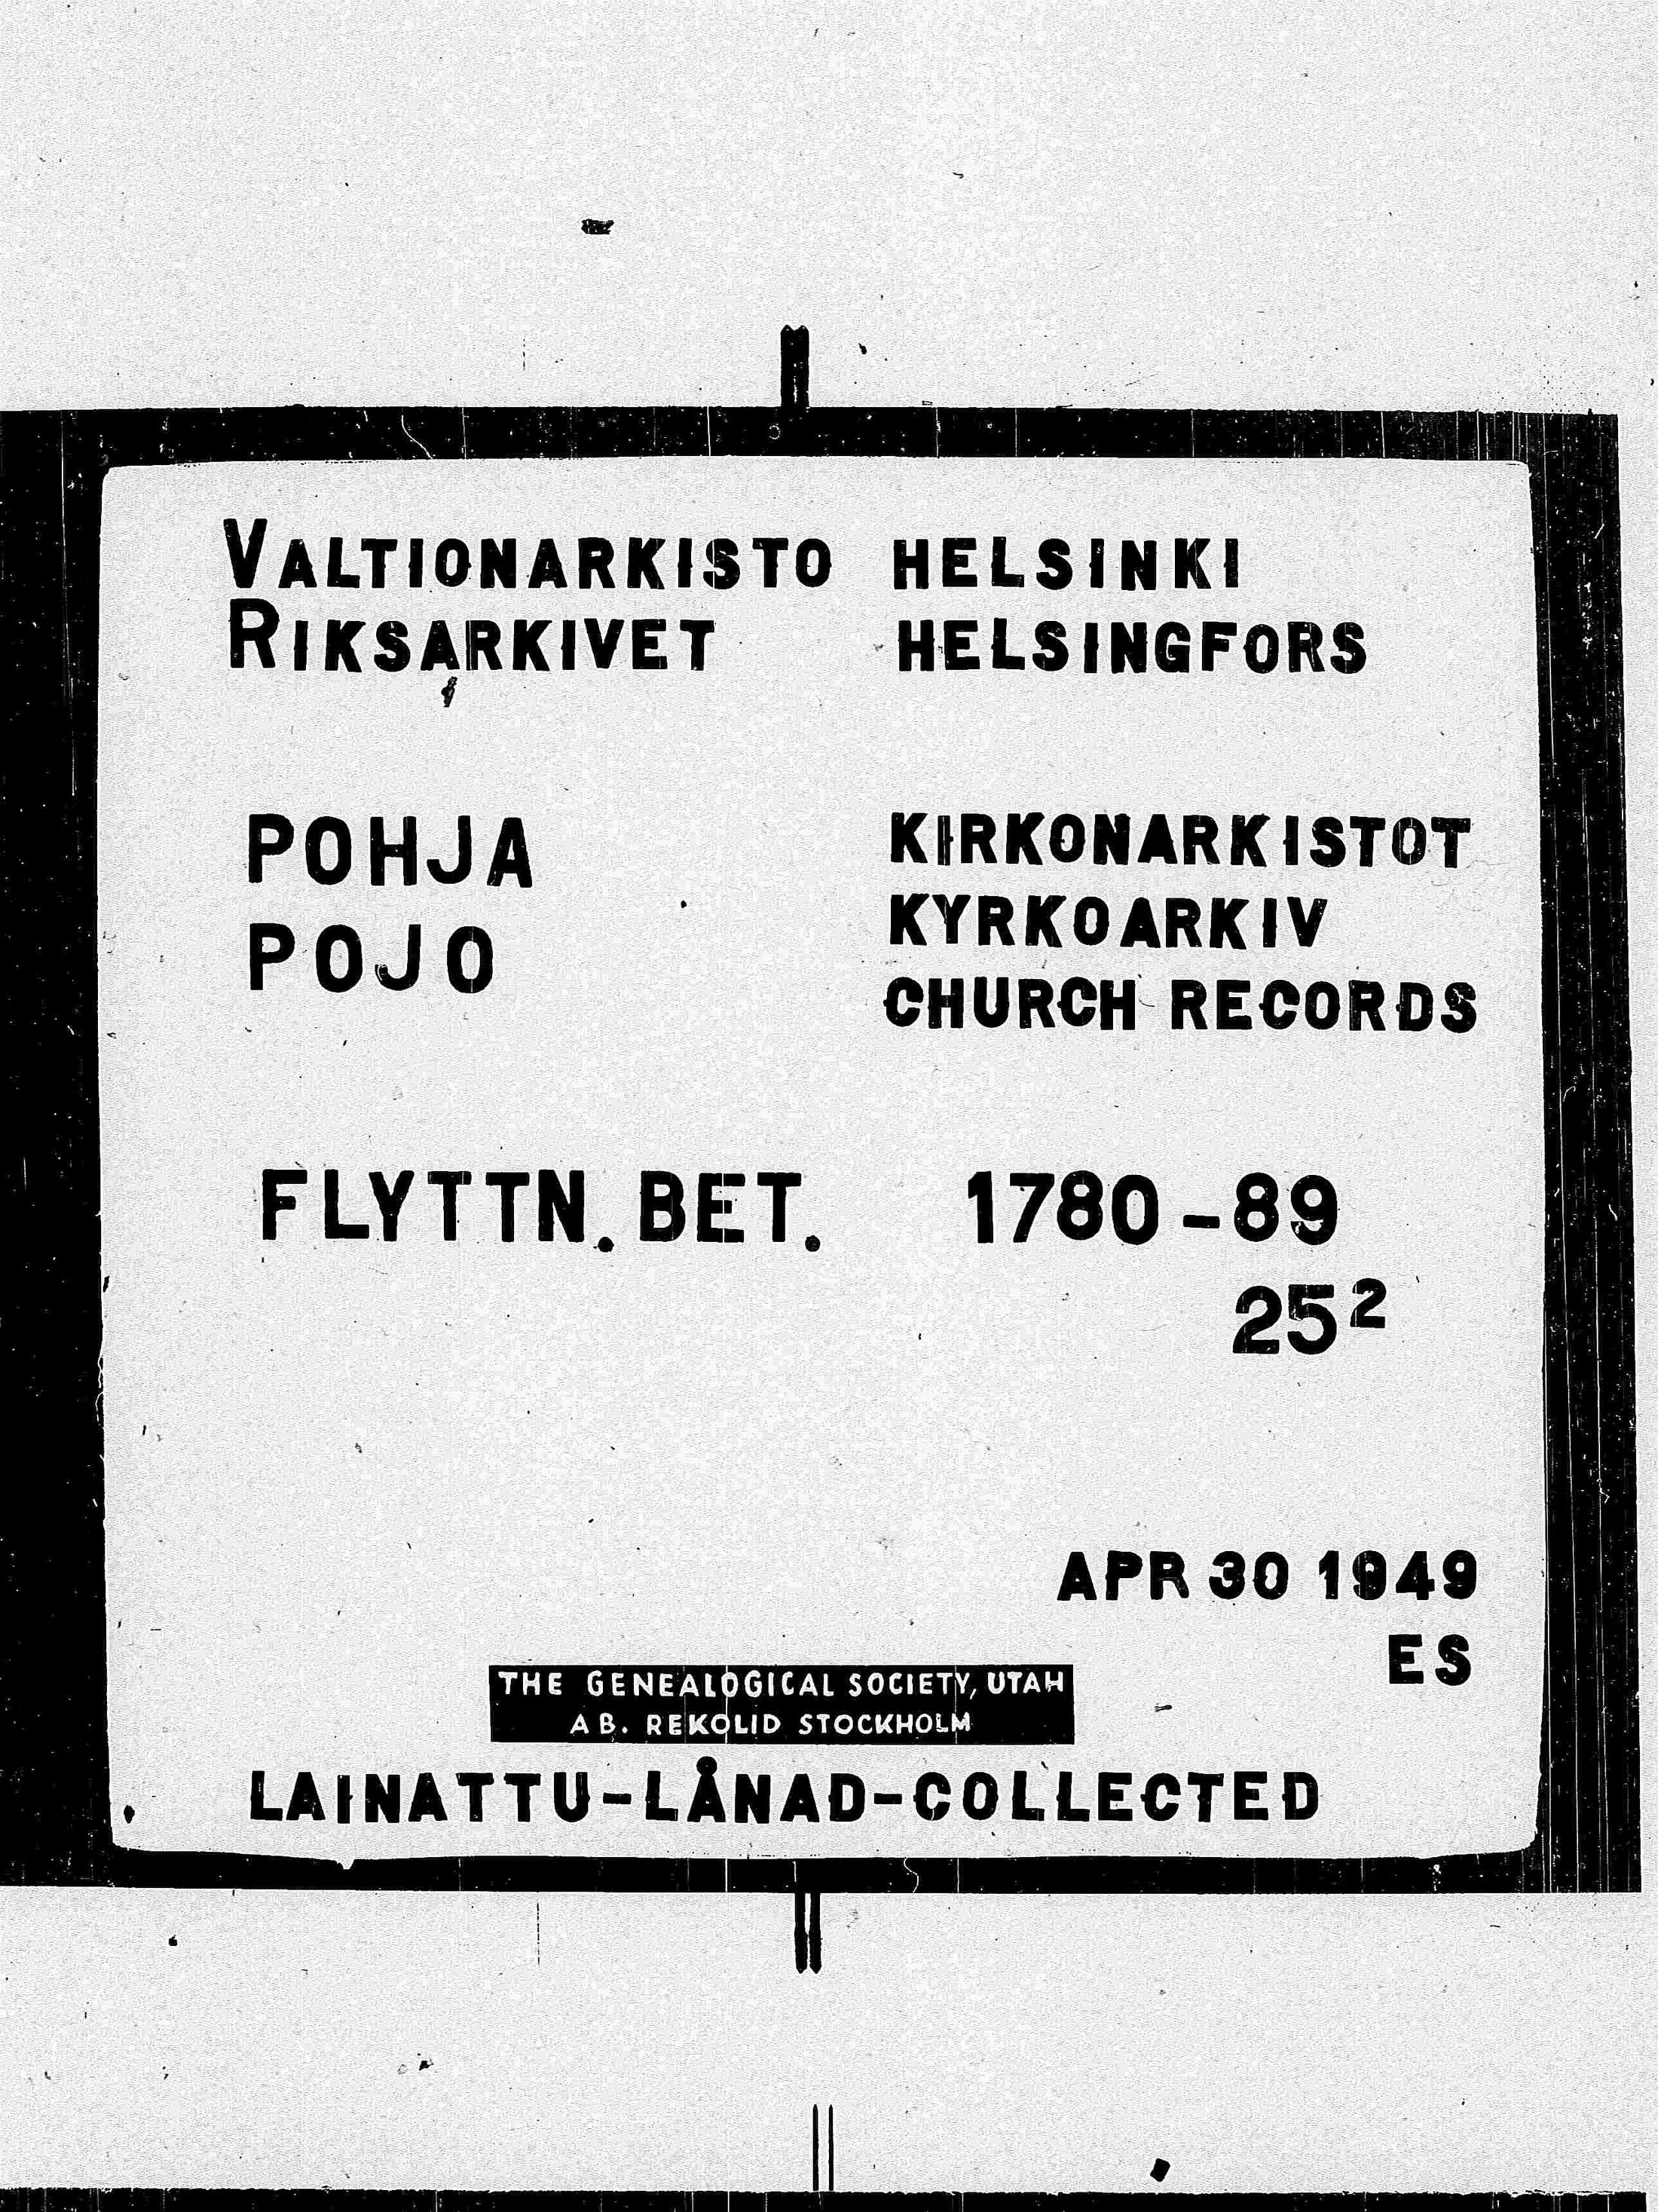 VALTIONARKISTO HELSINKI
RIKSARKIVET HELSINGFORS
POHJA
POJO
KIRKONARKISTOT
KYRKOARKIV
CHURCH RECORDS
FLYTTN. BET. 1780-89
25²
APR 30 1949
ES
THE GENEALOGICAL SOCIETY, UTAH
AB. REKOLID STOCKHOLM
LAINATTU-LÅNAD-COLLECTED